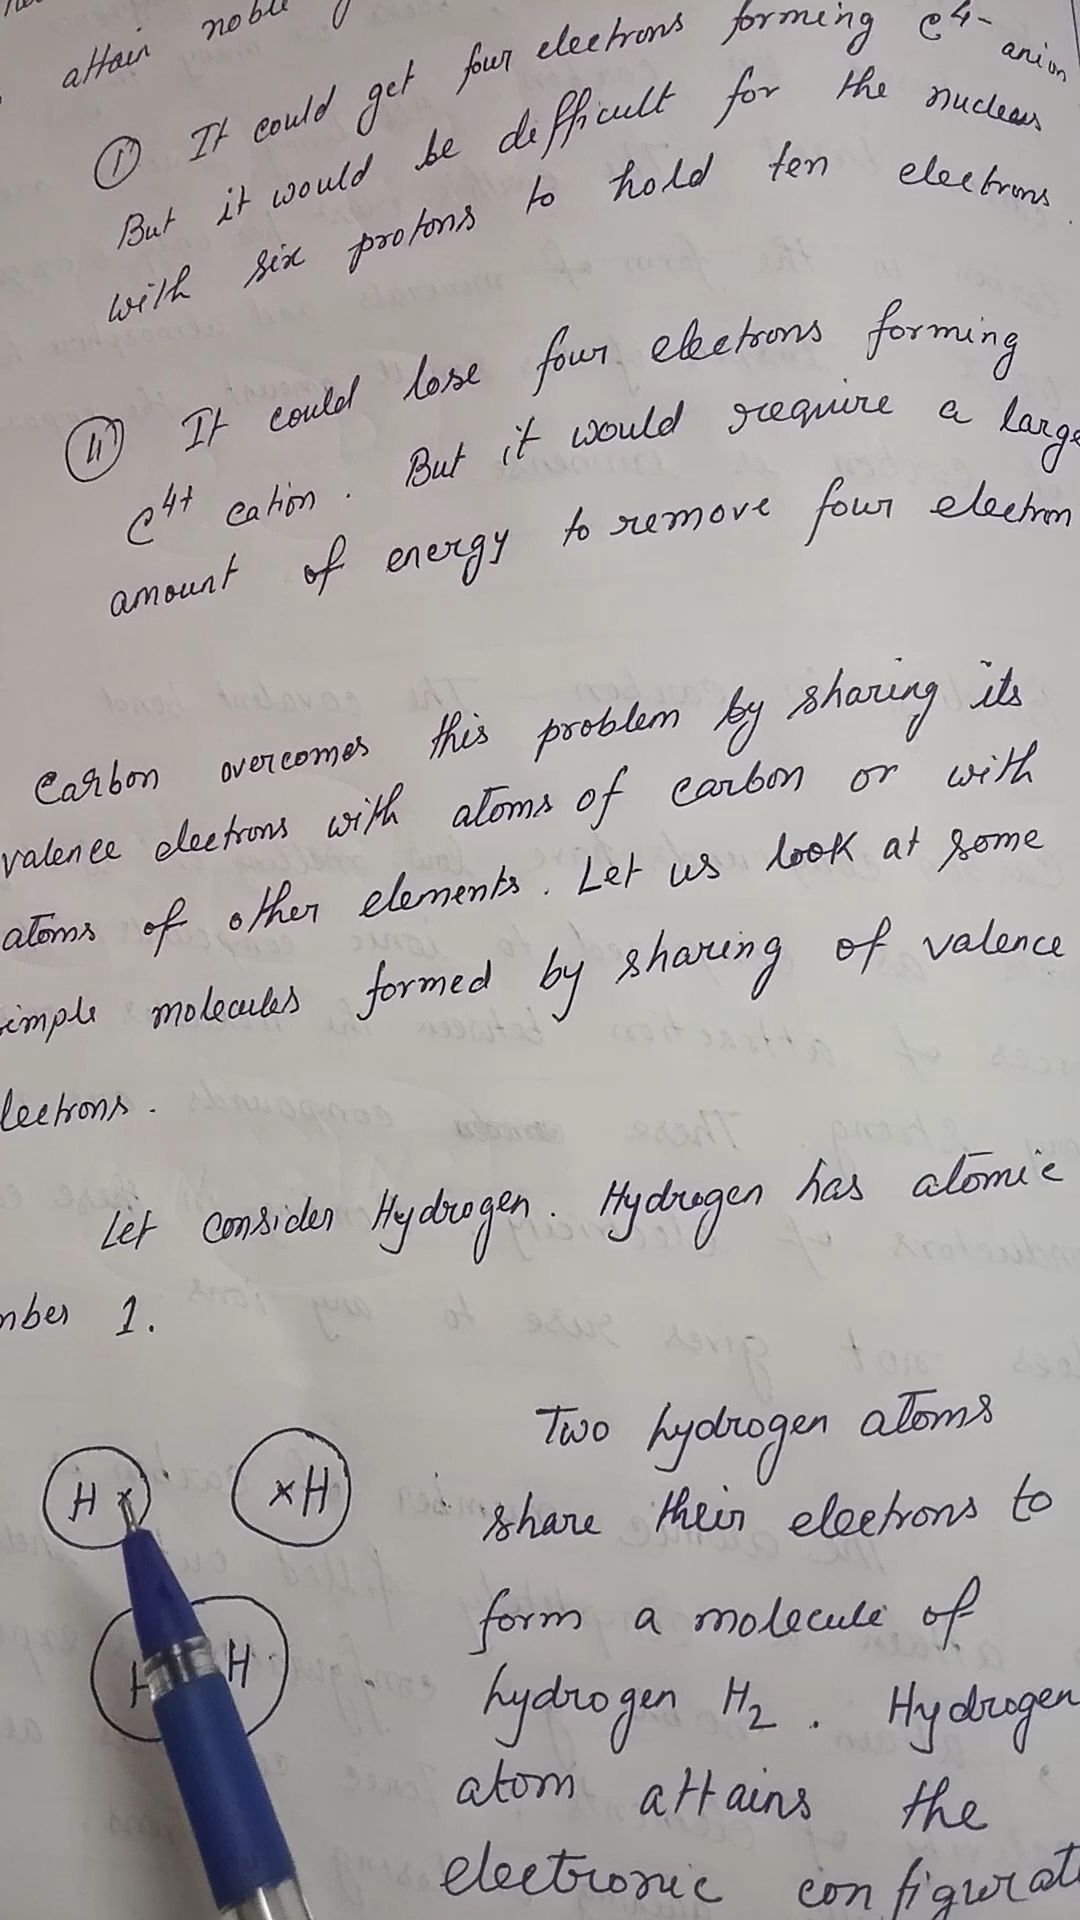 attain noble
(i) It could get four electrons forming C4- anion
But it would be difficult for the nucleus
with six protons to hold ten electrons.
(ii) It could lose four electrons forming
C4+ cation. But it would require a large
amount of energy to remove four electron
Carbon overcomes this problem by sharing its
valence electrons with atoms of carbon or with
atoms of other elements. Let us look at some
simple molecules formed by sharing of valence
lectrons.
Let consider Hydrogen. Hydrogen has atomic
mber 1.
H x xH
H H
Two hydrogen atoms
share their electrons to
form a molecule of
hydrogen H2. Hydrogen
atom attains the
electronic configurat